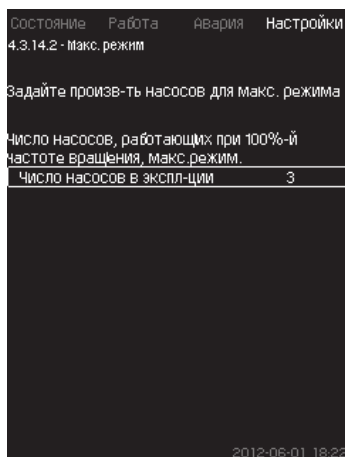 Состояние Работа Авария Настройки
4.3.14.2 - Макс. режим
Задайте произв-ть насосов для макс. режима
Число насосов, работающих при 100%-й
частоте вращения, макс.режим.
Число насосов в экспл-ции 3
2012-06-01 18:22